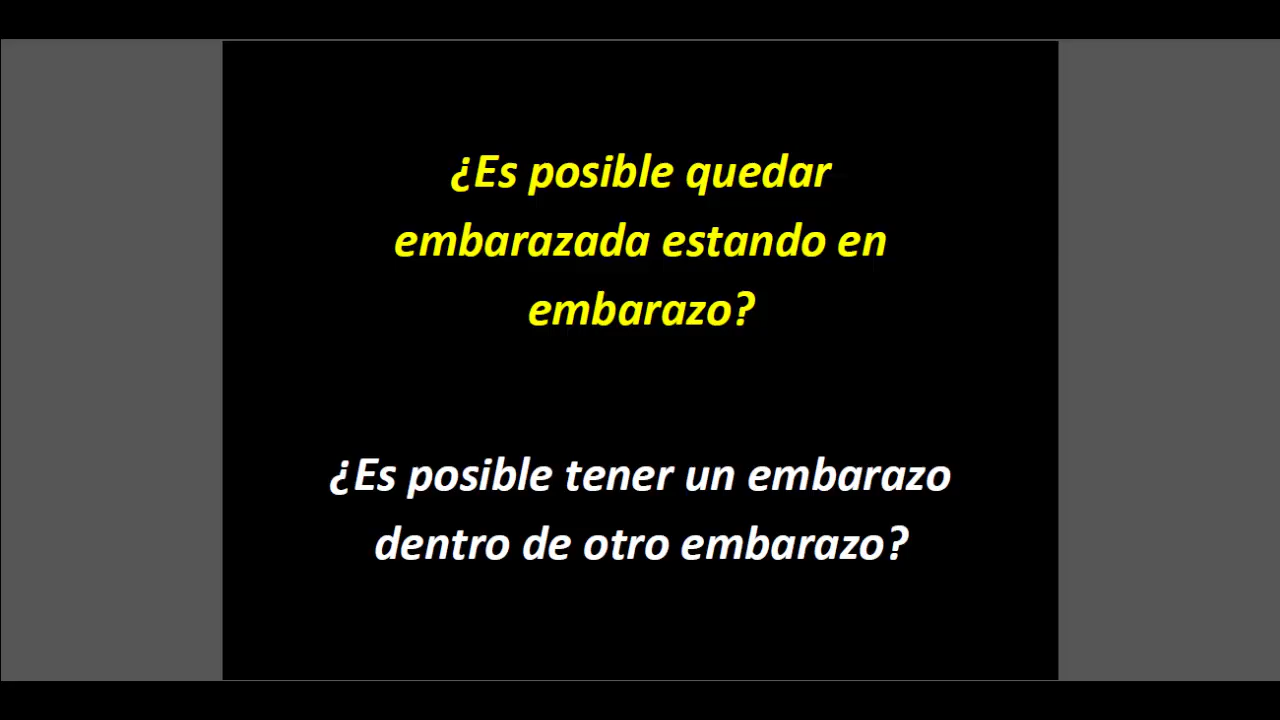 ¿Es posible quedar
embarazada estando en
embarazo?
¿Es posible tener un embarazo
dentro de otro embarazo?